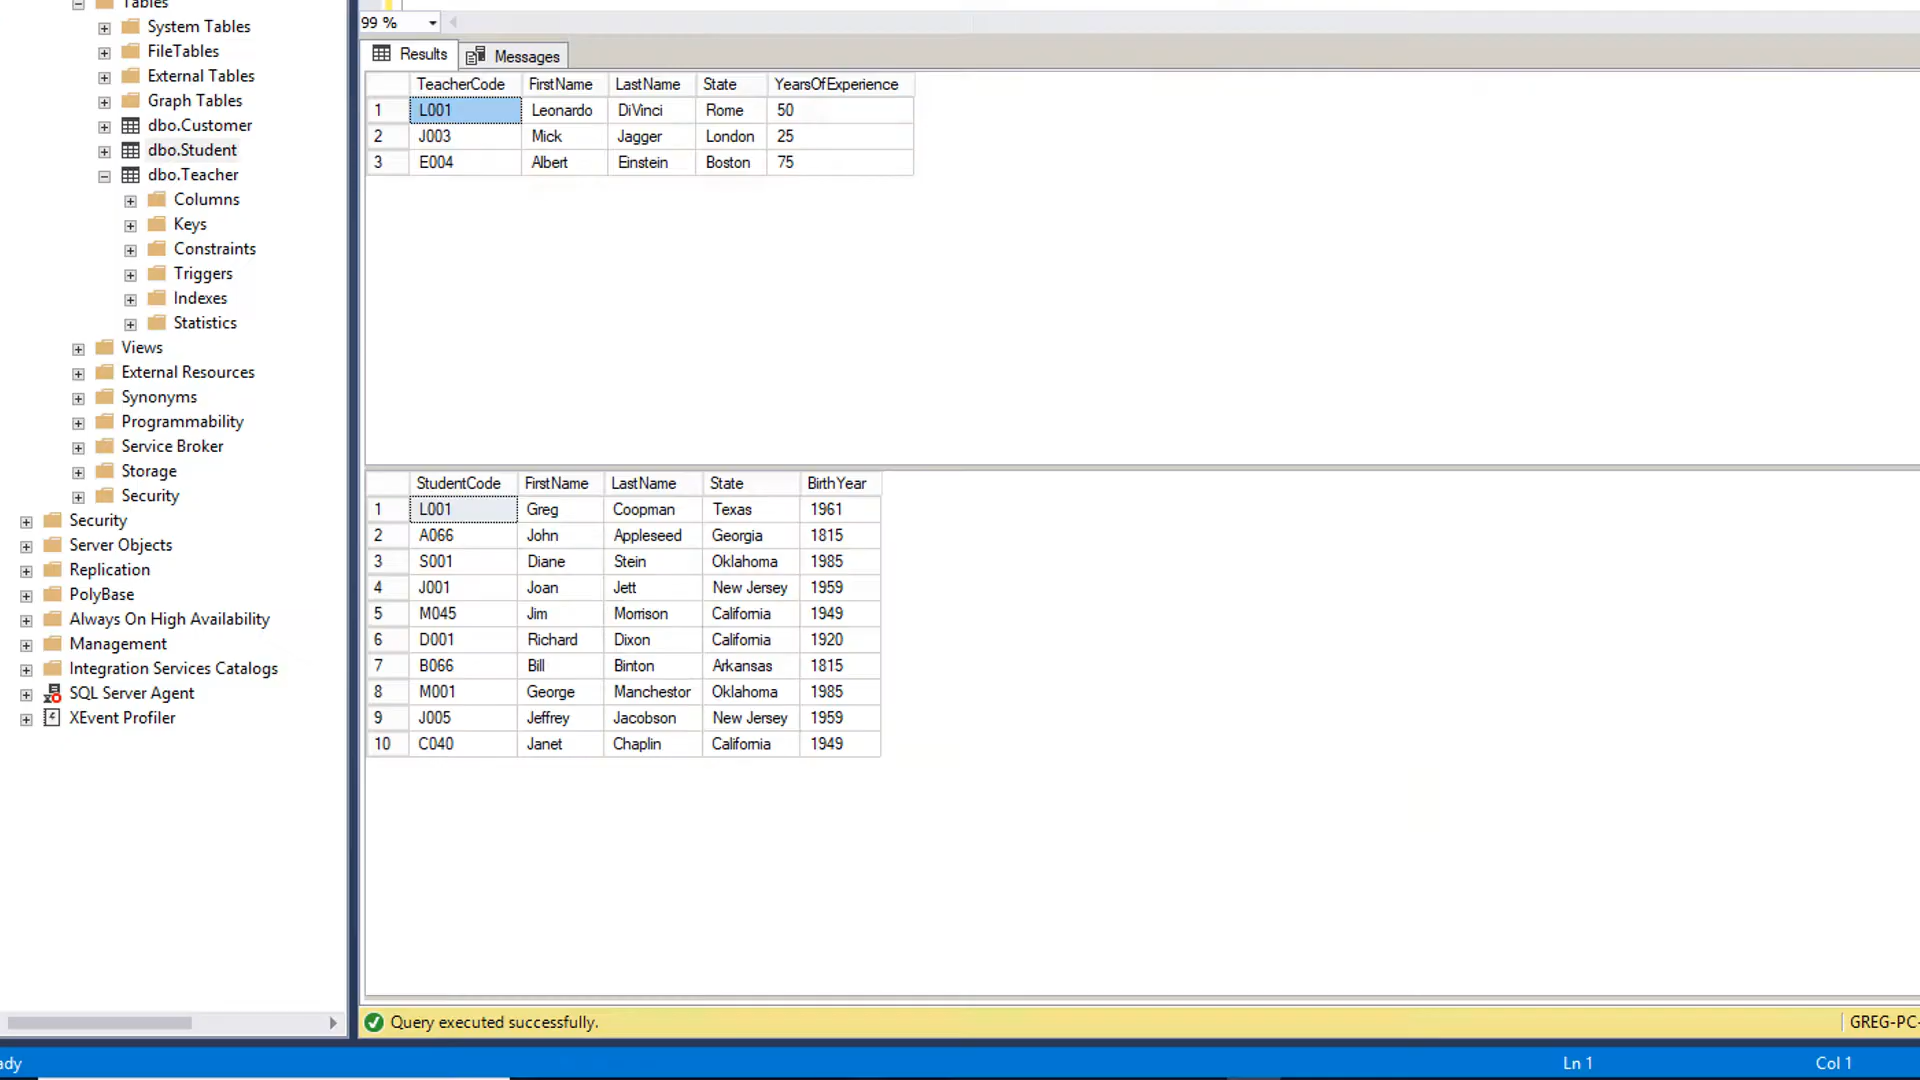 Tables
System Tables
FileTables
External Tables
Graph Tables
dbo.Customer
dbo.Student
dbo.Teacher
Columns
Keys
Constraints
Triggers
Indexes
Statistics
Views
External Resources
Synonyms
Programmability
Service Broker
Storage
Security
Security
Server Objects
Replication
PolyBase
Always On High Availability
Management
Integration Services Catalogs
SQL Server Agent
XEvent Profiler
99 %
Results Messages
TeacherCode FirstName LastName State YearsOfExperience
1 L001 Leonardo DiVinci Rome 50
2 J003 Mick Jagger London 25
3 E004 Albert Einstein Boston 75
StudentCode FirstName LastName State BirthYear
1 L001 Greg Coopman Texas 1961
2 A066 John Appleseed Georgia 1815
3 S001 Diane Stein Oklahoma 1985
4 J001 Joan Jett New Jersey 1959
5 M045 Jim Morrison California 1949
6 D001 Richard Dixon California 1920
7 B066 Bill Binton Arkansas 1815
8 M001 George Manchestor Oklahoma 1985
9 J005 Jeffrey Jacobson New Jersey 1959
10 C040 Janet Chaplin California 1949
Query executed successfully. GREG-PC-
ady Ln 1 Col 1